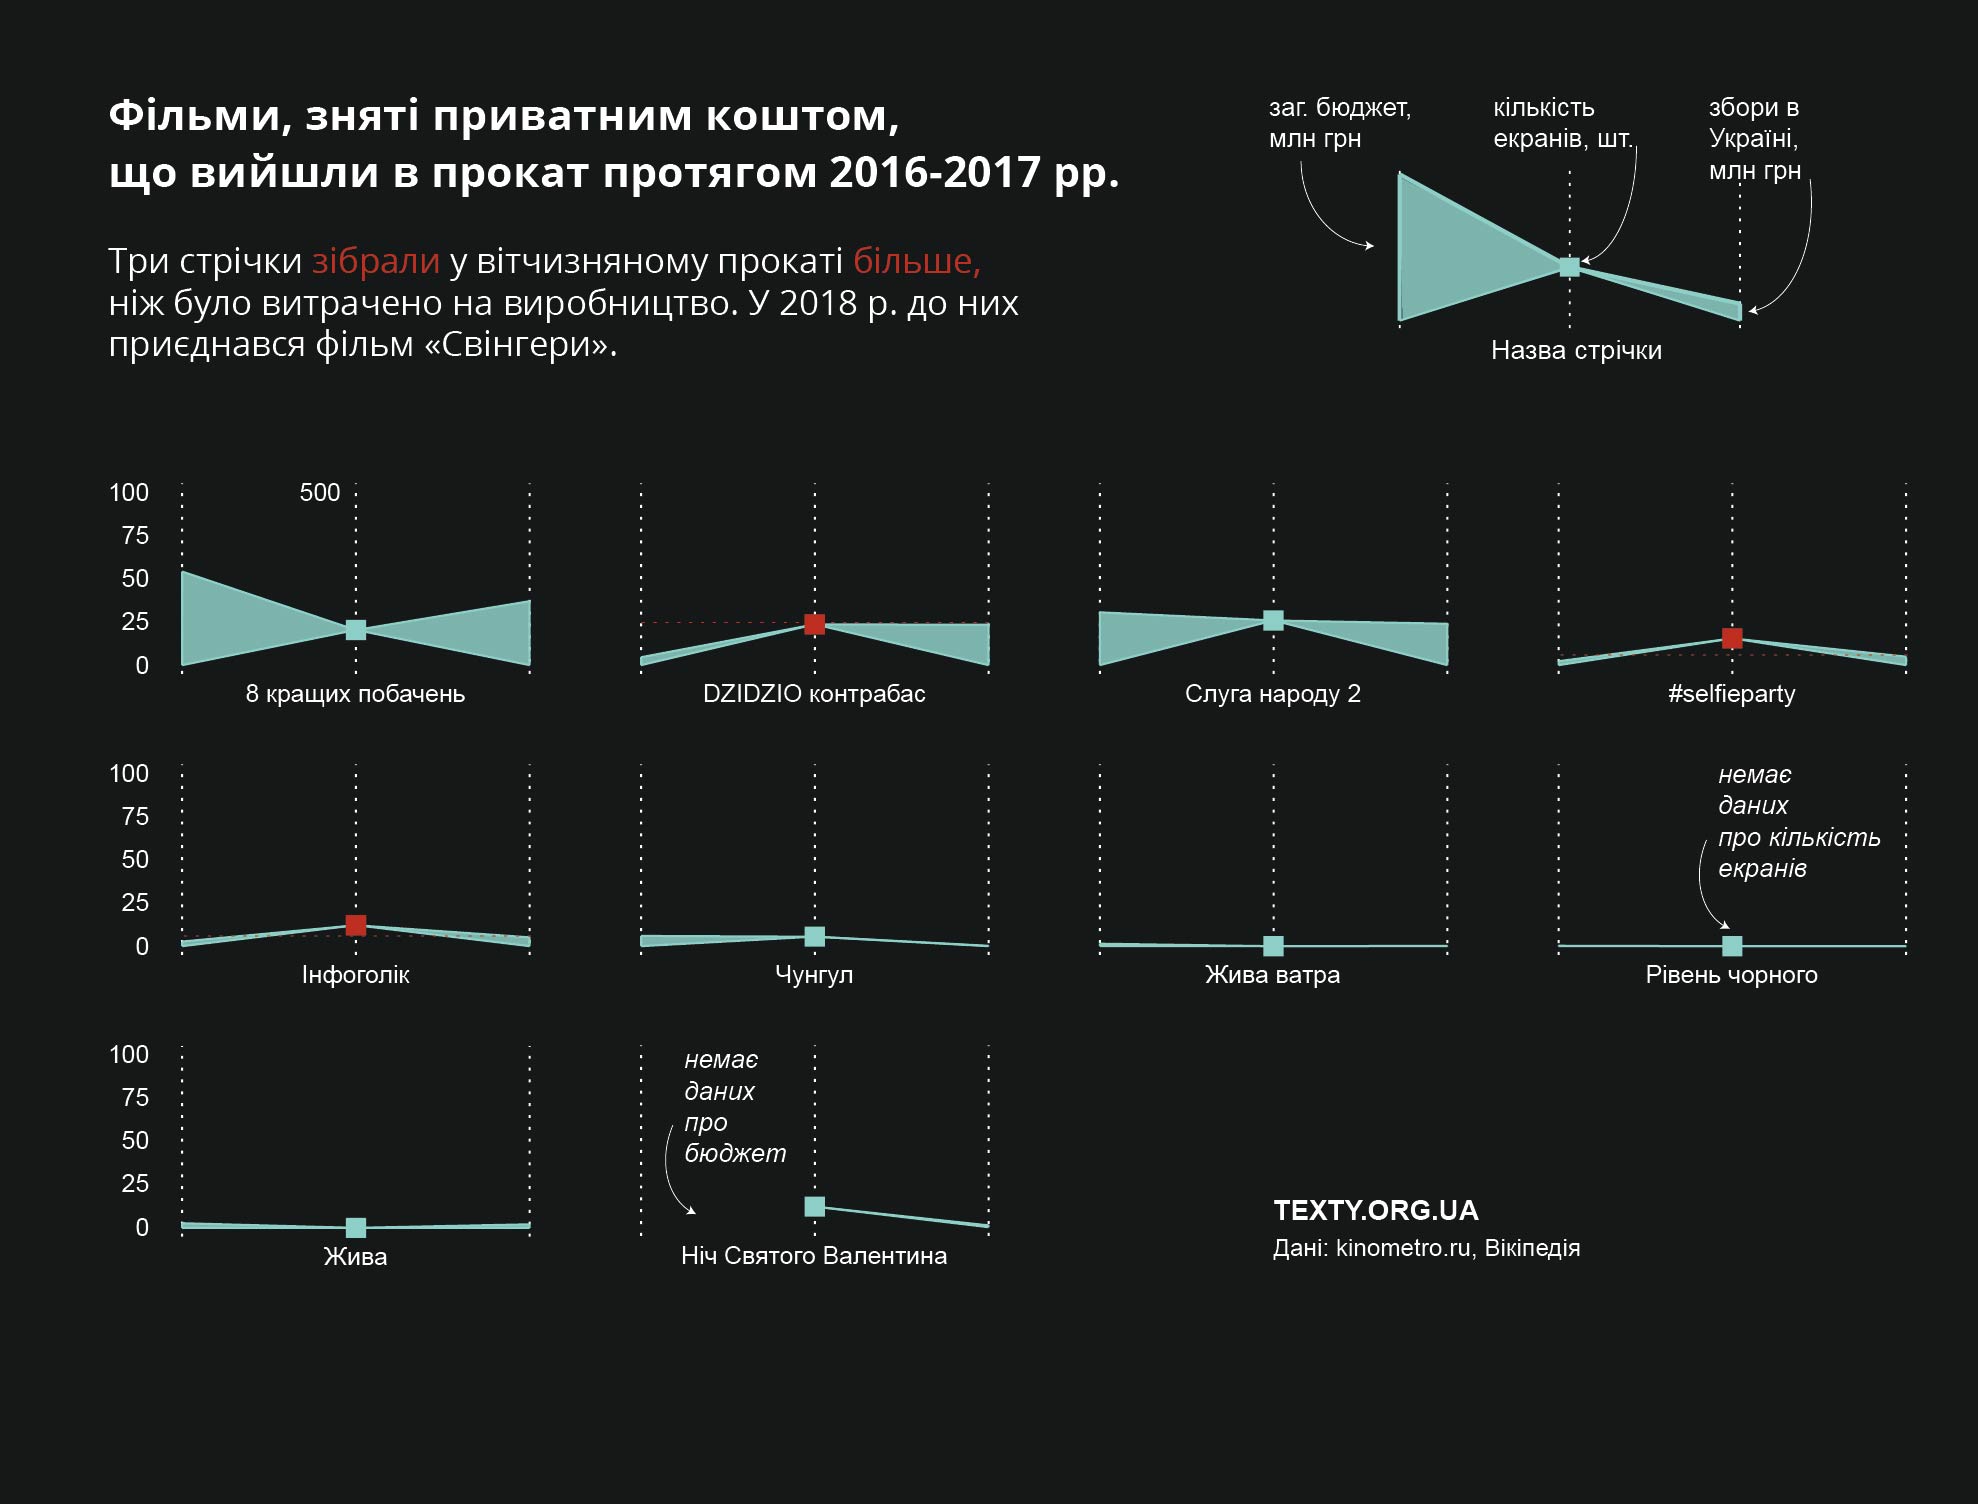 Фільми, зняті приватним коштом,
що вийшли в прокат протягом 2016-2017 рр.
Три стрічки зібрали у вітчизняному прокаті більше,
ніж було витрачено на виробництво. У 2018 р. до них
приєднався фільм «Свінгери».
заг. бюджет,
млн грн
кількість
екранів, шт.
збори в
Україні,
млн грн
Назва стрічки
100
75
50
25
0
500
8 кращих побачень
DZIDZIO контрабас
Слуга народу 2
#selfieparty
100
75
50
25
0
Інфоголік
Чунгул
Жива ватра
немає
даних
про кількість
екранів
Рівень чорного
100
75
50
25
0
Жива
немає
даних
про
бюджет
Ніч Святого Валентина
TEXTY.ORG.UA
Дані: kinometro.ru, Вікіпедія